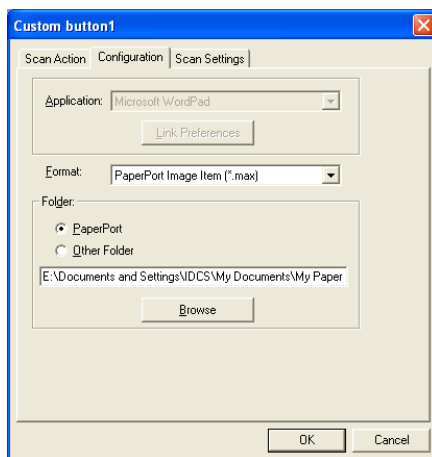 Custom button1
Scan Action Configuration Scan Settings
Application: Microsoft WordPad
Link Preferences
Format: PaperPort Image Item (*.max)
Folder:
PaperPort
Other Folder
E:\Documents and Settings\IDCS\My Documents\My Paper
Browse
OK Cancel